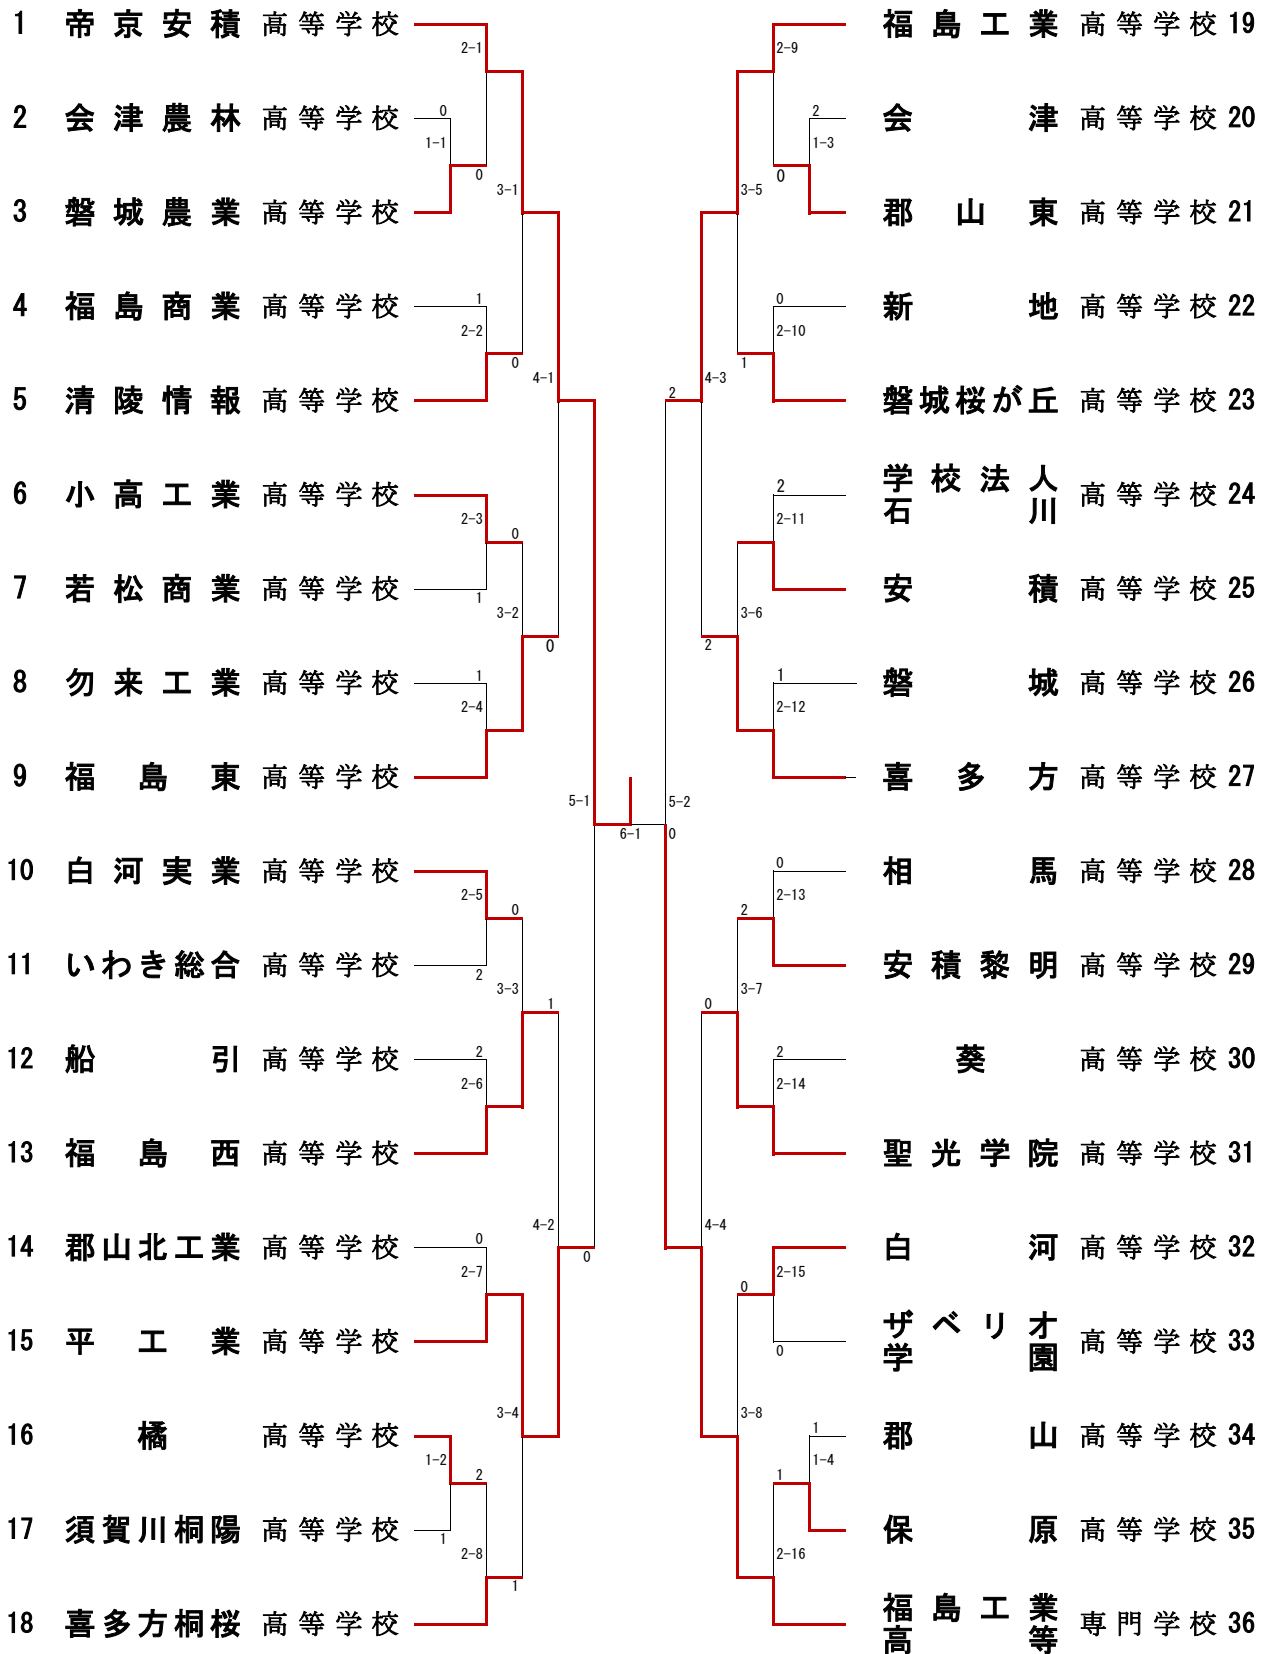 1 帝京安積 高等学校
2-1
2 会津農林 高等学校
0
1-1
0
3 磐城農業 高等学校
3-1
4 福島商業 高等学校
1
2-2
0
5 清陵情報 高等学校
4-1
6 小高工業 高等学校
2-3
0
7 若松商業 高等学校
1
3-2
0
8 勿来工業 高等学校
1
2-4
9 福島東 高等学校
5-1
6-1
10 白河実業 高等学校
2-5
0
11 いわき総合 高等学校
2
3-3
1
12 船引 高等学校
2
2-6
13 福島西 高等学校
4-2
0
14 郡山北工業 高等学校
0
2-7
15 平工業 高等学校
3-4
16 橘 高等学校
1-2
2
17 須賀川桐陽 高等学校
1
2-8
1
18 喜多方桐桜 高等学校
福島工業 高等学校 19
2-9
2
会津 高等学校 20
1-3
0
3-5
郡山東 高等学校 21
0
新地 高等学校 22
2-10
1
4-3
2
磐城桜が丘 高等学校 23
2
学校法人
石川 高等学校 24
2-11
安積 高等学校 25
3-6
2
1
磐城 高等学校 26
2-12
喜多方 高等学校 27
5-2
0
0
相馬 高等学校 28
2-13
2
安積黎明 高等学校 29
3-7
0
2
葵 高等学校 30
2-14
聖光学院 高等学校 31
4-4
白河 高等学校 32
2-15
0
ザベリオ
学園 高等学校 33
0
3-8
1
郡山 高等学校 34
1-4
1
保原 高等学校 35
2-16
福島工業
高等 専門学校 36